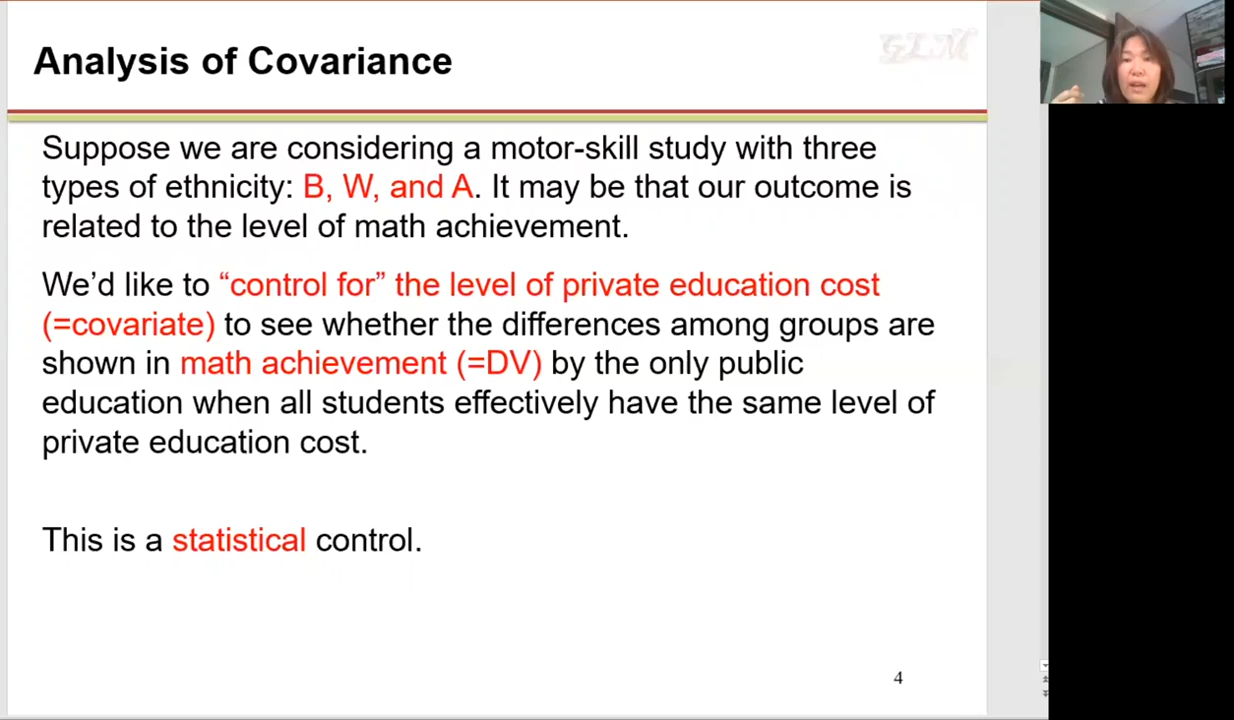 Analysis of Covariance
GLM
Suppose we are considering a motor-skill study with three
types of ethnicity: B, W, and A. It may be that our outcome is
related to the level of math achievement.
We’d like to “control for” the level of private education cost
(=covariate) to see whether the differences among groups are
shown in math achievement (=DV) by the only public
education when all students effectively have the same level of
private education cost.
This is a statistical control.
4